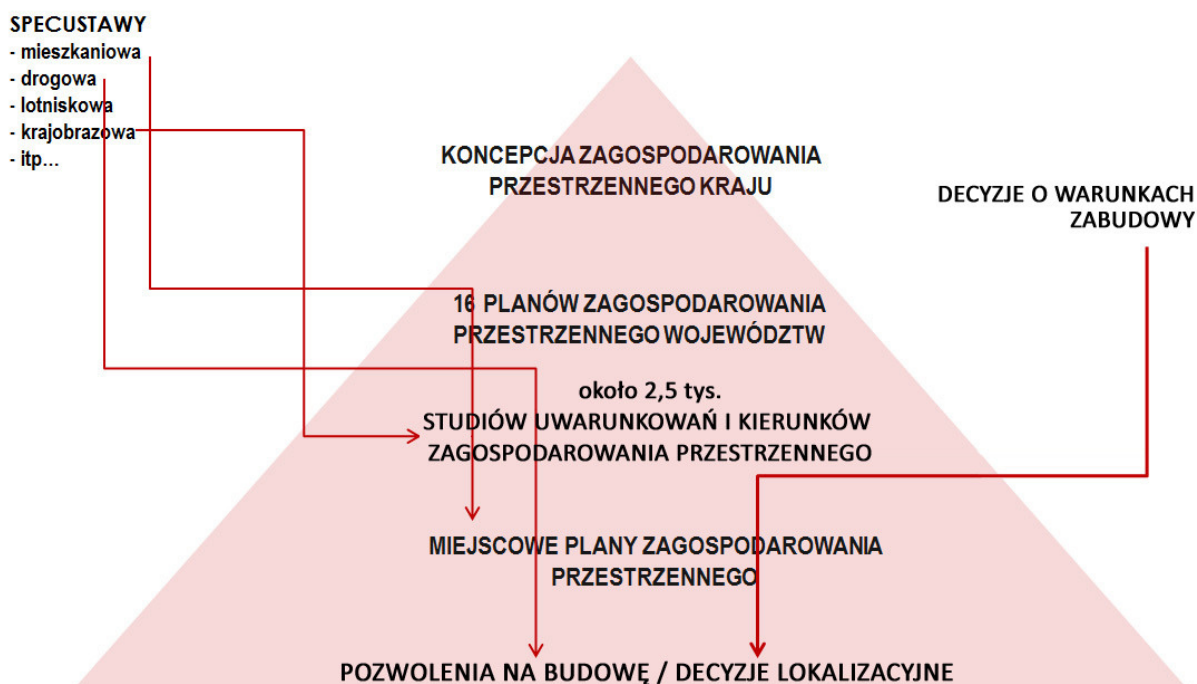 SPECUSTAWY
- mieszkaniowa
- drogowa
- lotniskowa
- krajobrazowa
- itp...
KONCEPCJA ZAGOSPODAROWANIA
PRZESTRZENNEGO KRAJU
DECYZJE O WARUNKACH
ZABUDOWY
16 PLANÓW ZAGOSPODAROWANIA
PRZESTRZENNEGO WOJEWÓDZTW
około 2,5 tys.
STUDIÓW UWARUNKOWAŃ I KIERUNKÓW
ZAGOSPODAROWANIA PRZESTRZENNEGO
MIEJSCOWE PLANY ZAGOSPODAROWANIA
PRZESTRZENNEGO
POZWOLENIA NA BUDOWĘ / DECYZJE LOKALIZACYJNE